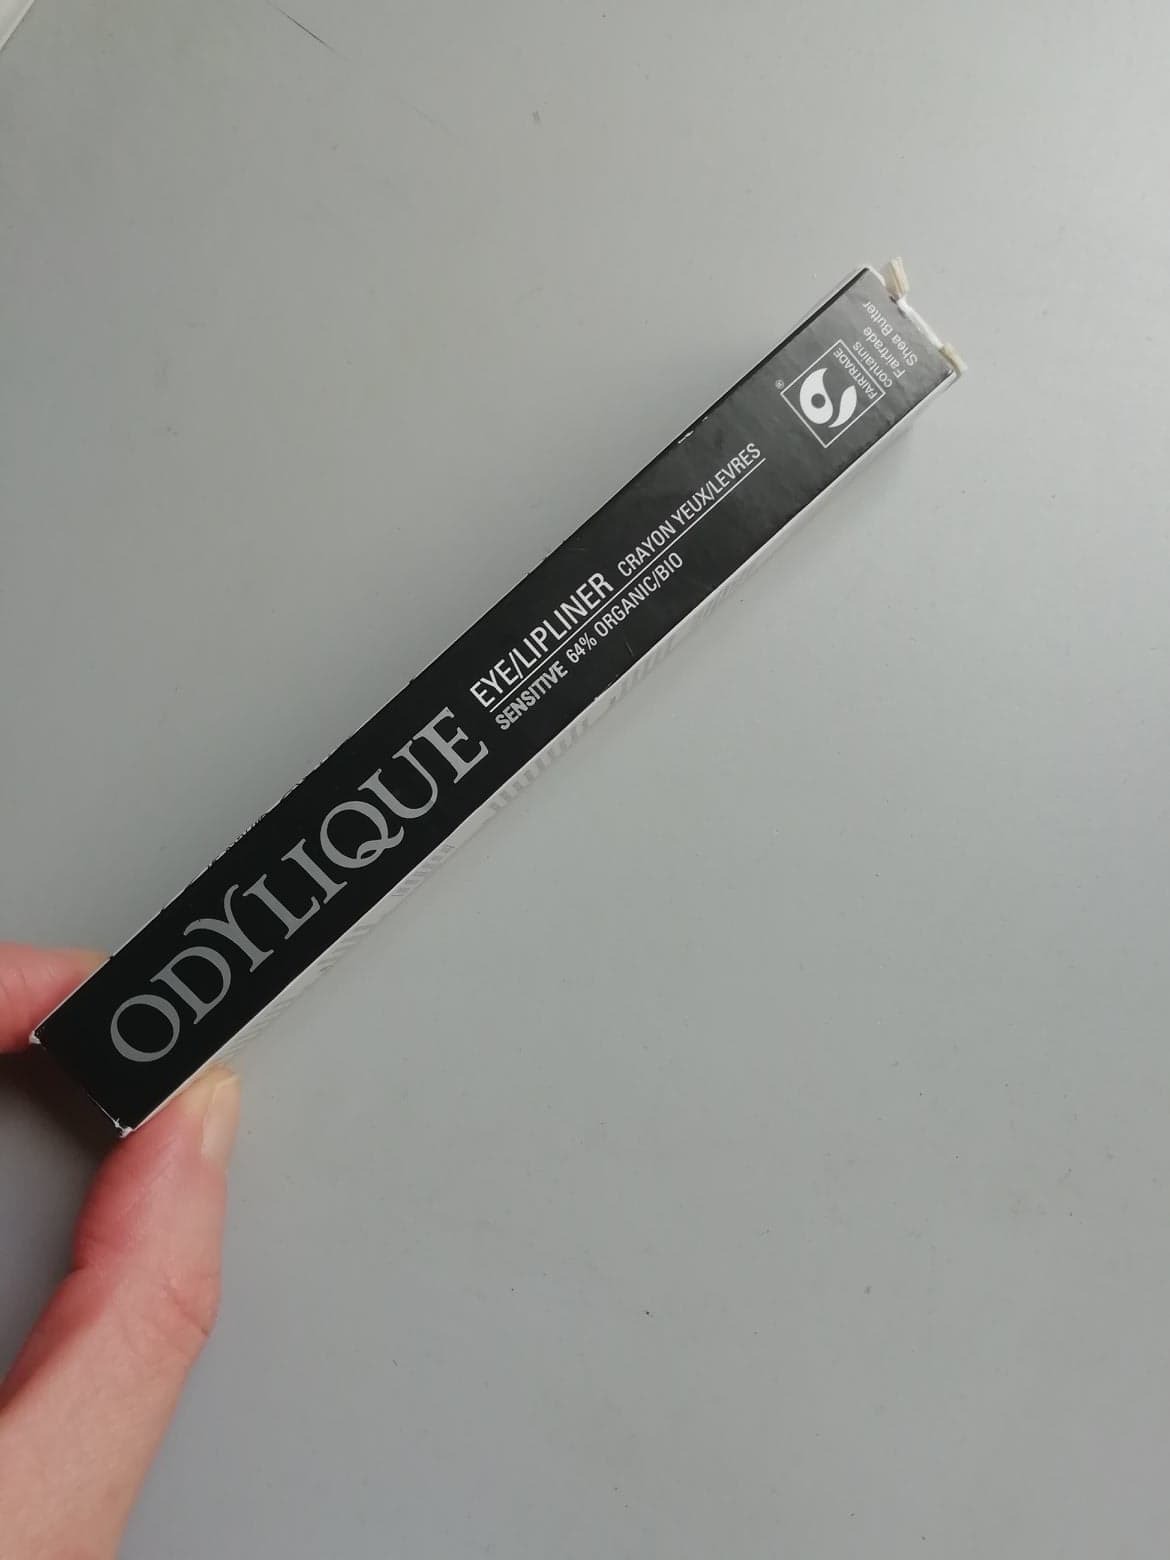 ODYLIQUE
EYE/LIPLINER CRAYON YEUX/LEVRES
SENSITIVE 64% ORGANIC/BIO
®
FAIRTRADE
contains
Fairtrade
Shea Butter